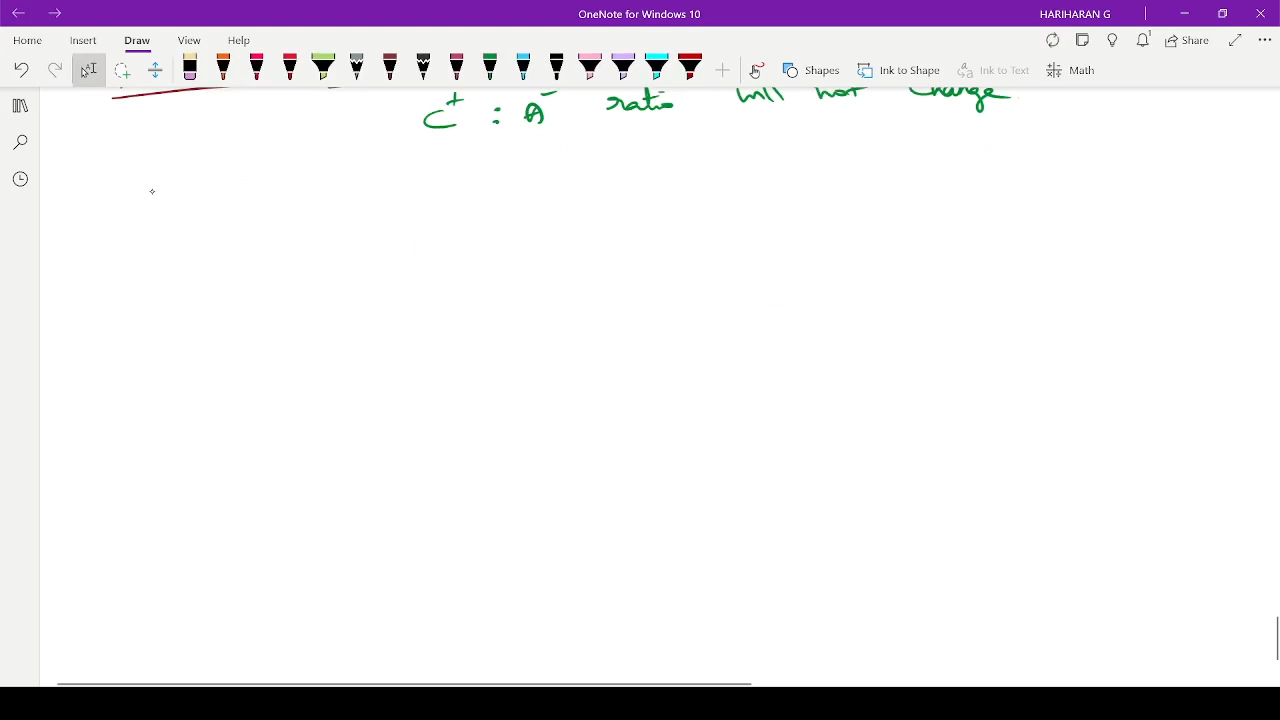 OneNote for Windows 10
HARIHARAN G
Home Insert Draw View Help
1 Share
Shapes Ink to Shape Ink to Text Math
C+ : A- ratio will not change